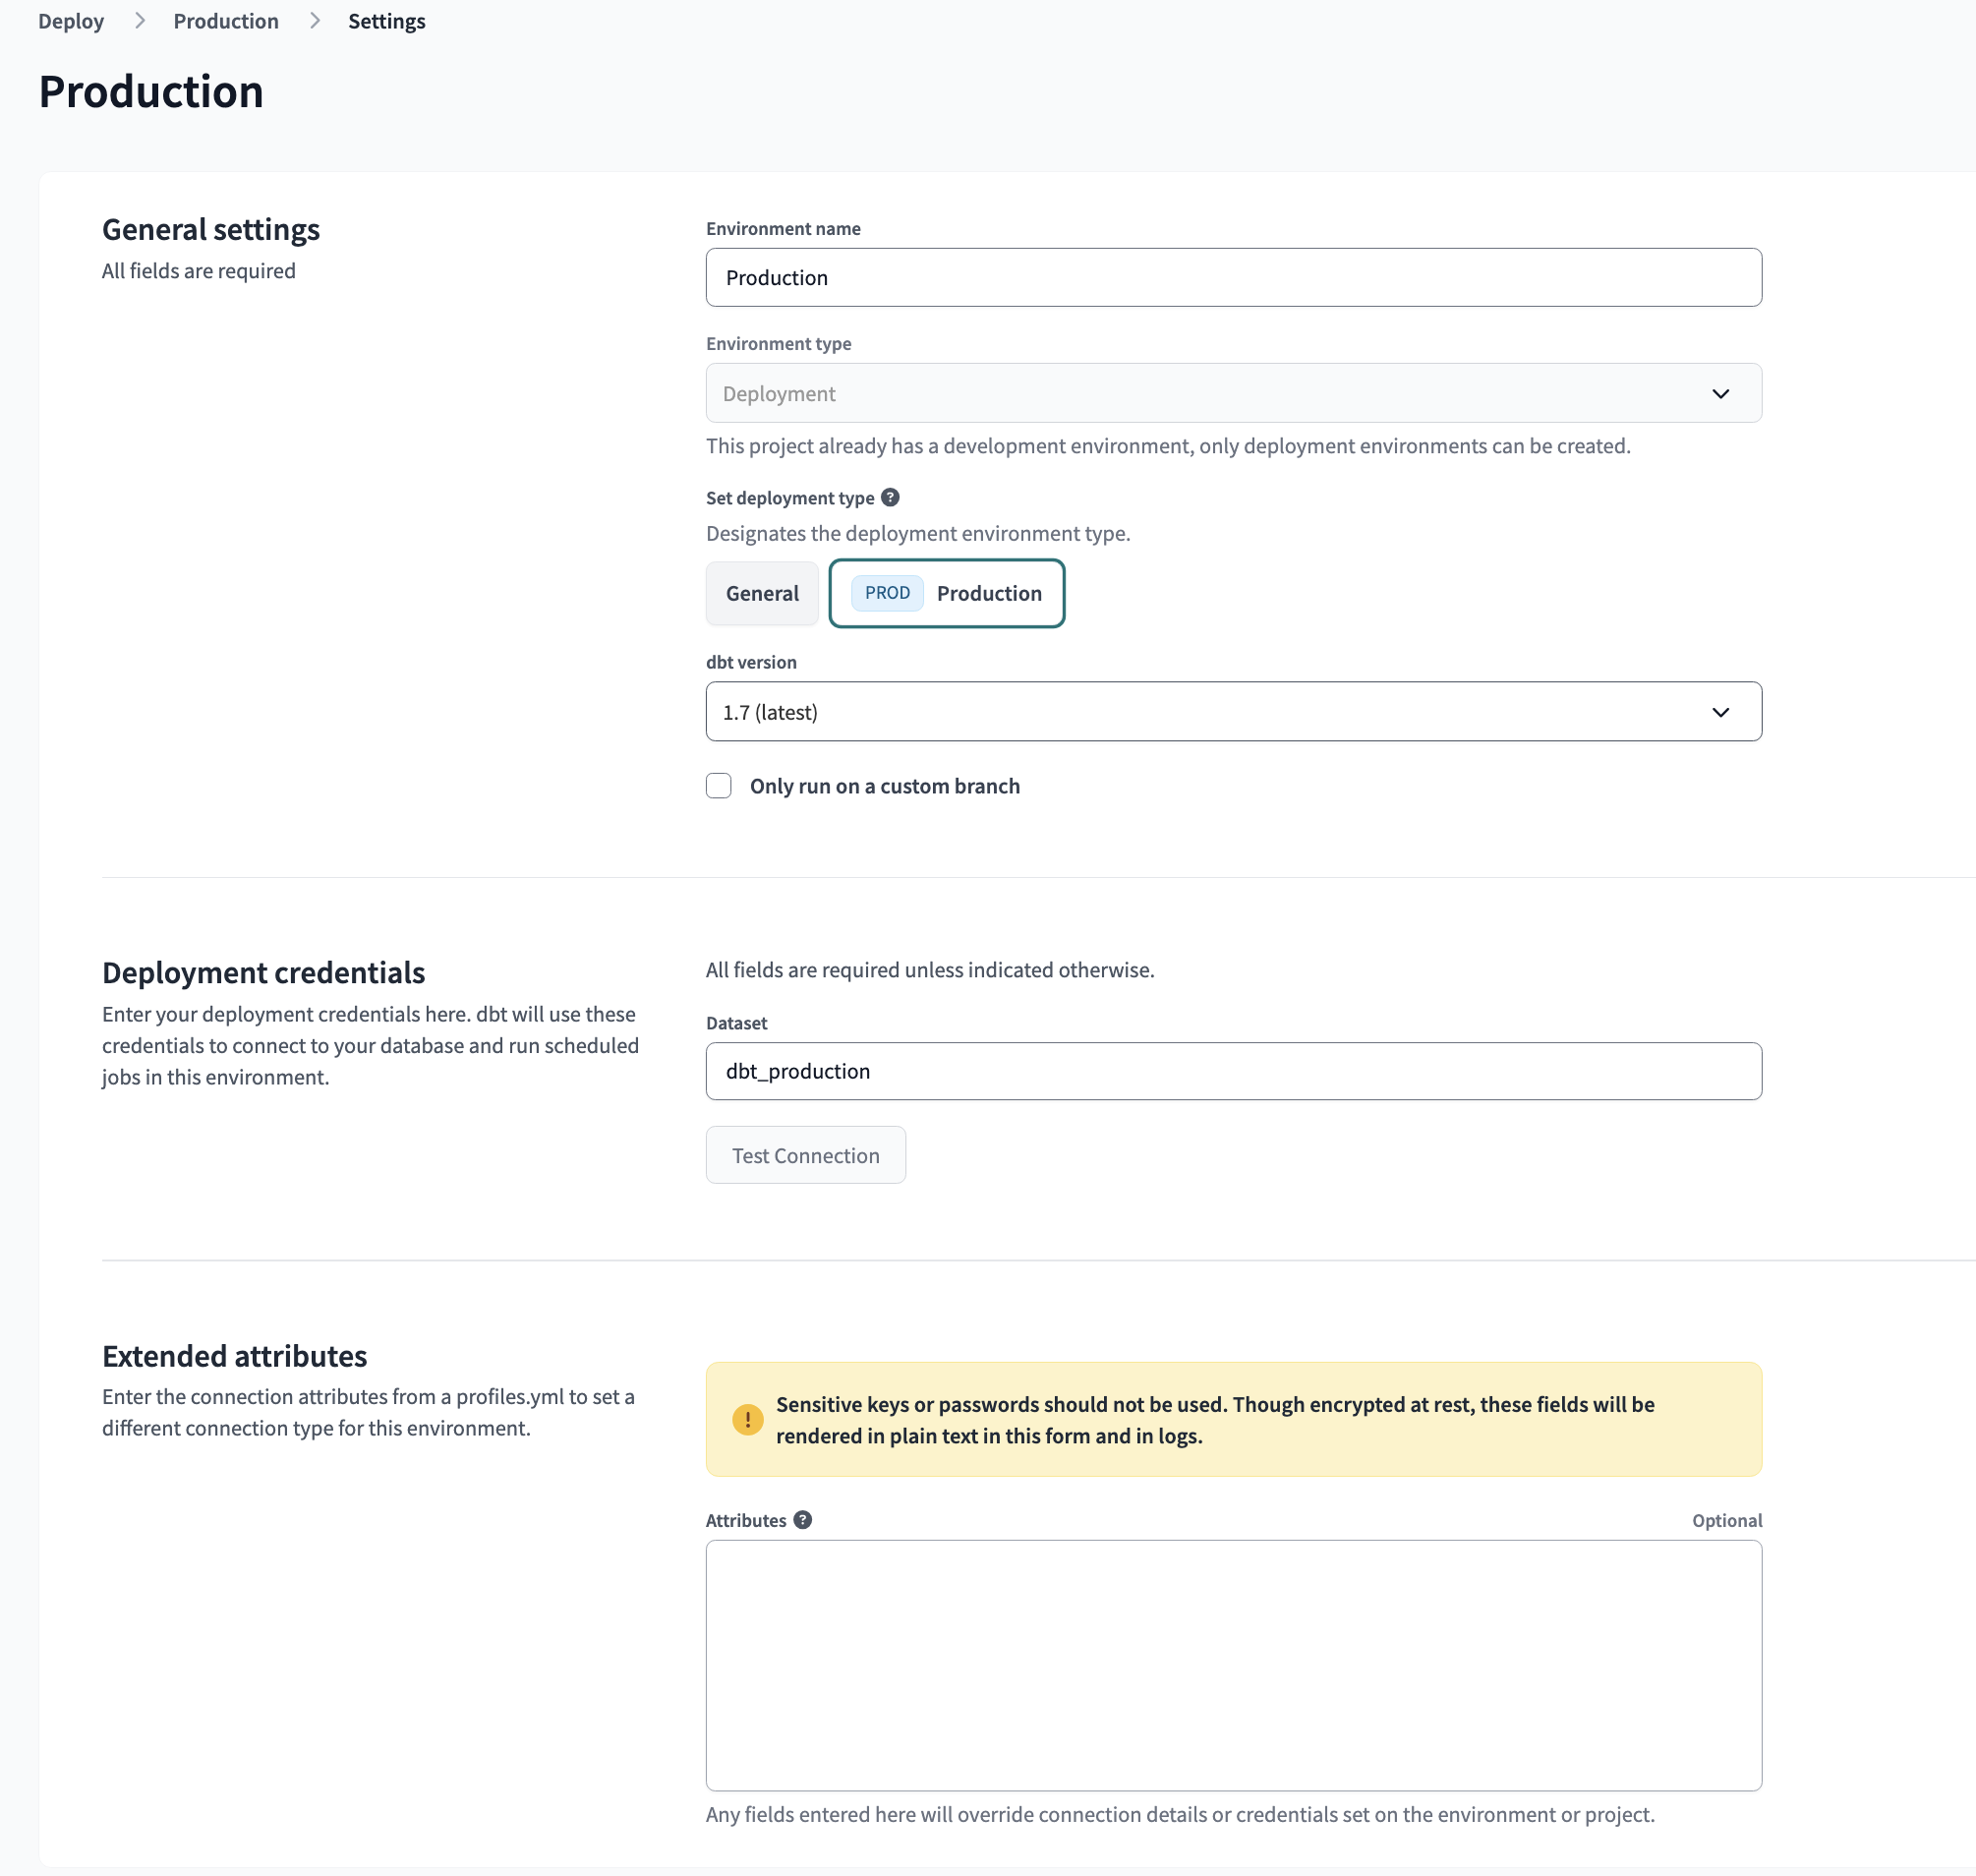 Deploy > Production > Settings
Production
General settings
All fields are required
Environment name
Production
Environment type
Deployment
This project already has a development environment, only deployment environments can be created.
Set deployment type ?
Designates the deployment environment type.
General PROD Production
dbt version
1.7 (latest)
Only run on a custom branch
Deployment credentials
Enter your deployment credentials here. dbt will use these
credentials to connect to your database and run scheduled
jobs in this environment.
All fields are required unless indicated otherwise.
Dataset
dbt_production
Test Connection
Extended attributes
Enter the connection attributes from a profiles.yml to set a
different connection type for this environment.
! Sensitive keys or passwords should not be used. Though encrypted at rest, these fields will be
rendered in plain text in this form and in logs.
Attributes ? Optional
Any fields entered here will override connection details or credentials set on the environment or project.